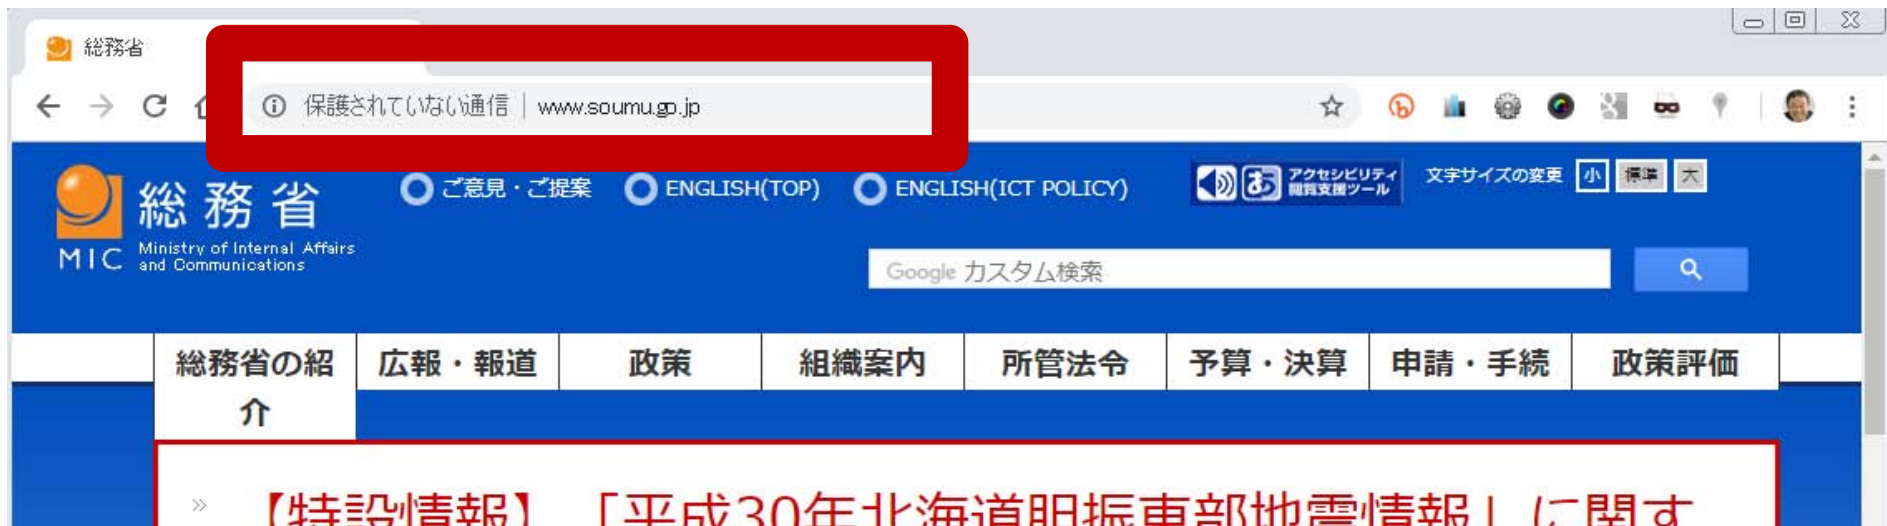 総務省
保護されていない通信 | www.soumu.go.jp
総務省
MIC Ministry of Internal Affairs
and Communications
ご意見・ご提案 ENGLISH(TOP) ENGLISH(ICT POLICY)
あ アクセシビリティ
閲覧支援ツール
文字サイズの変更 小 標準 大
Google カスタム検索
総務省の紹
介
広報・報道 政策 組織案内 所管法令 予算・決算 申請・手続 政策評価
» 【特設情報】「平成30年北海道胆振東部地震情報」に関す